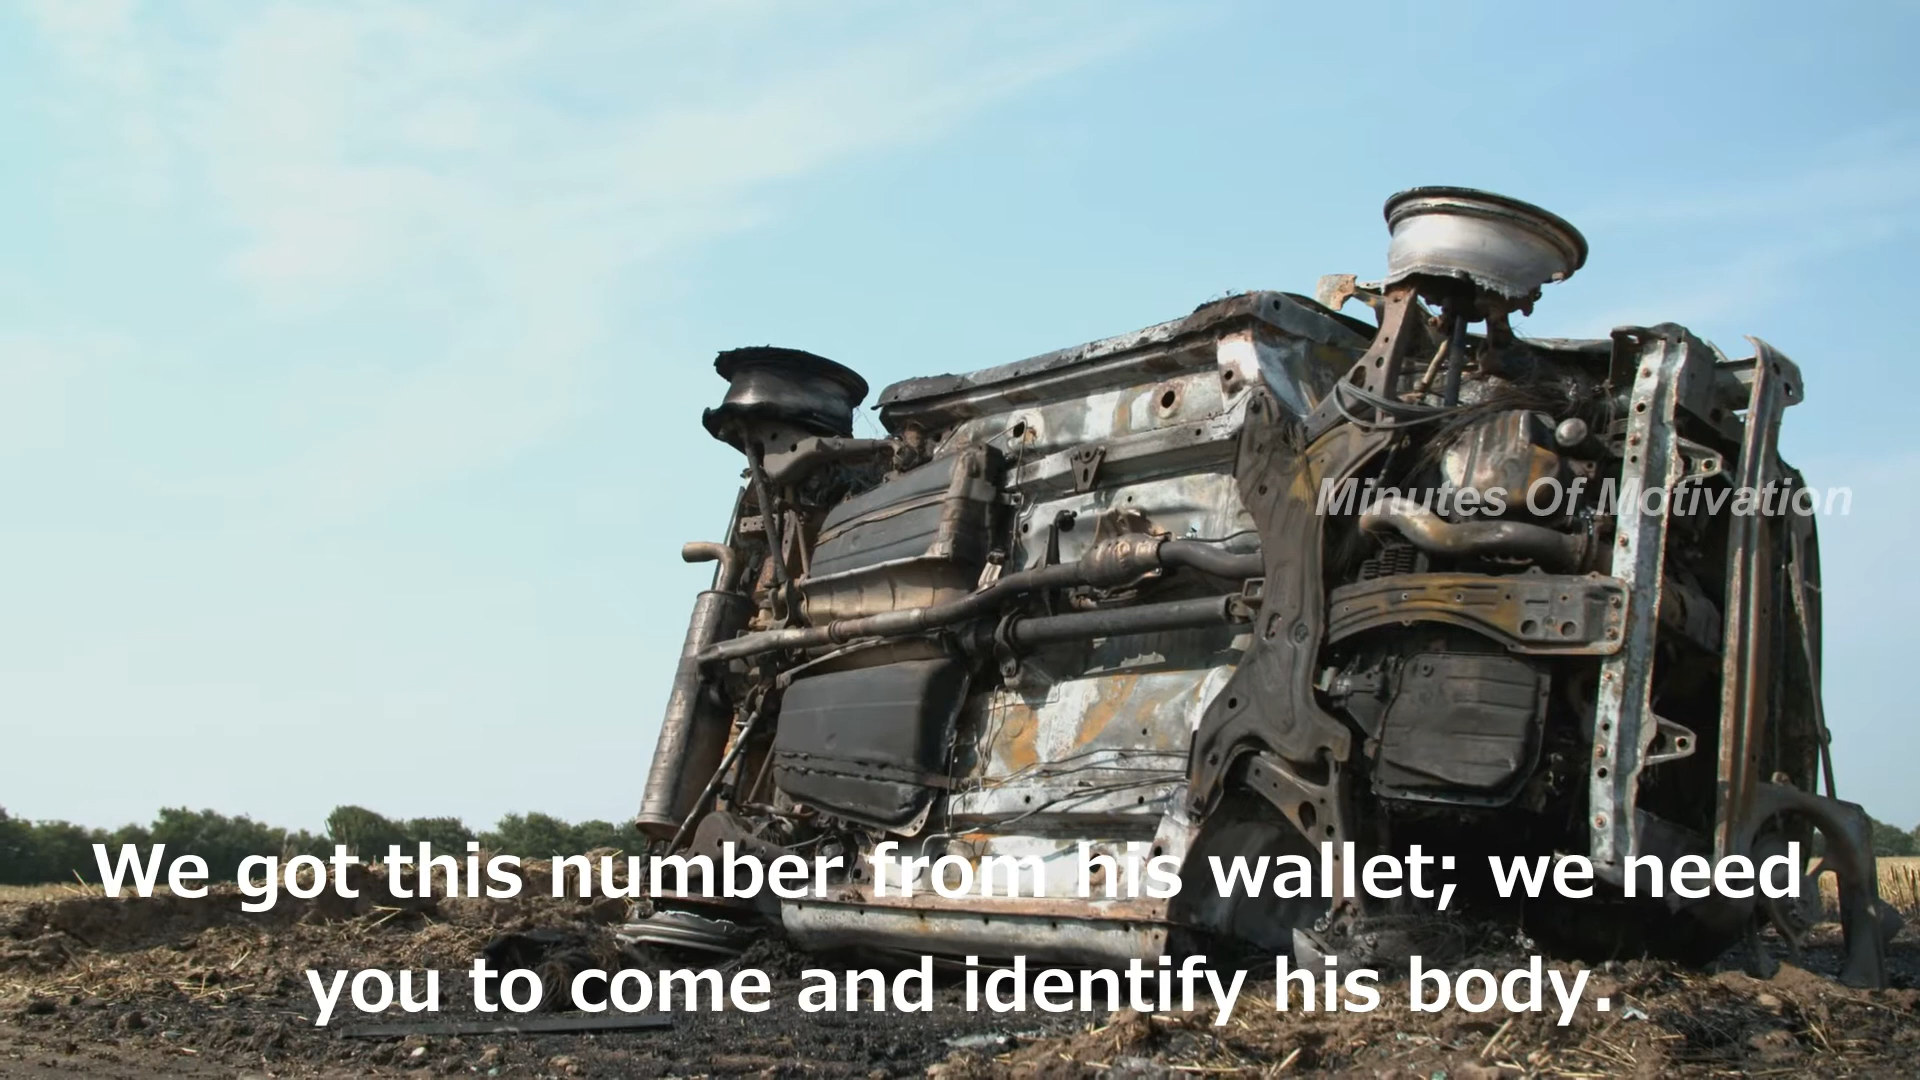 Minutes Of Motivation
We got this number from his wallet; we need
you to come and identify his body.